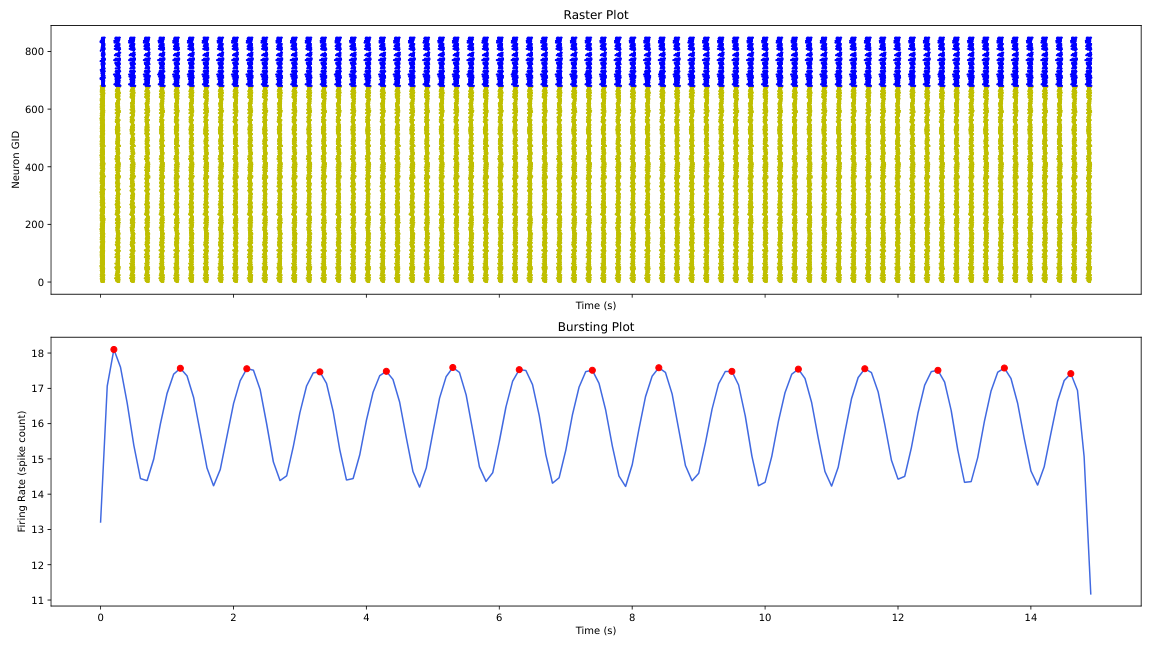 Raster Plot
Neuron GID
800
600
400
200
0
Time (s)
Bursting Plot
Firing Rate (spike count)
18
17
16
15
14
13
12
11
0 2 4 6 8 10 12 14
Time (s)